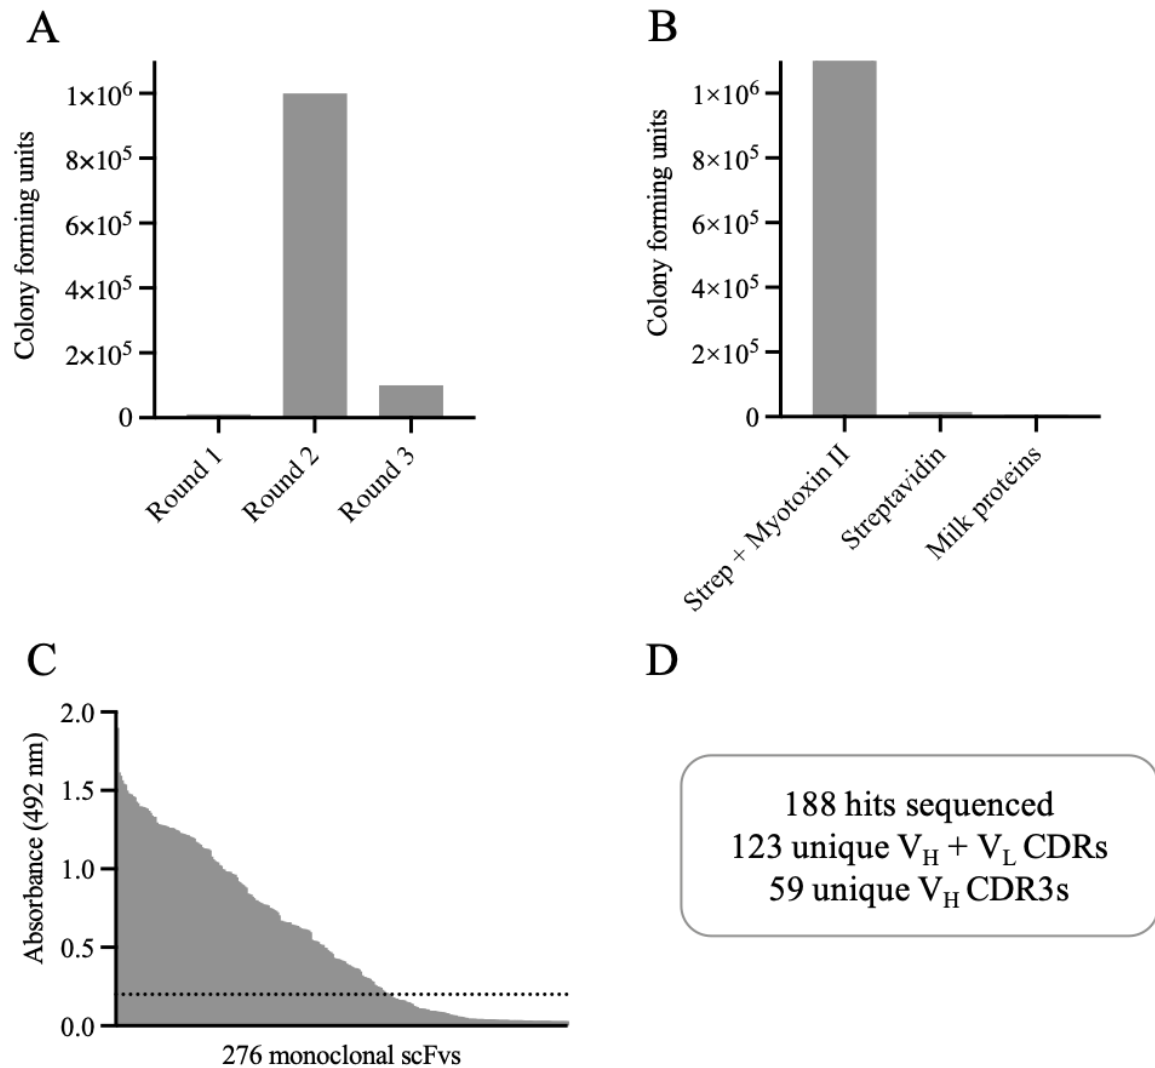 A
Colony forming units
1×10⁶
8×10⁵
6×10⁵
4×10⁵
2×10⁵
0
Round 1
Round 2
Round 3
B
Colony forming units
1×10⁶
8×10⁵
6×10⁵
4×10⁵
2×10⁵
0
Strep + Myotoxin II
Streptavidin
Milk proteins
C
Absorbance (492 nm)
2.0
1.5
1.0
0.5
0.0
276 monoclonal scFvs
D
188 hits sequenced
123 unique V_H + V_L CDRs
59 unique V_H CDR3s